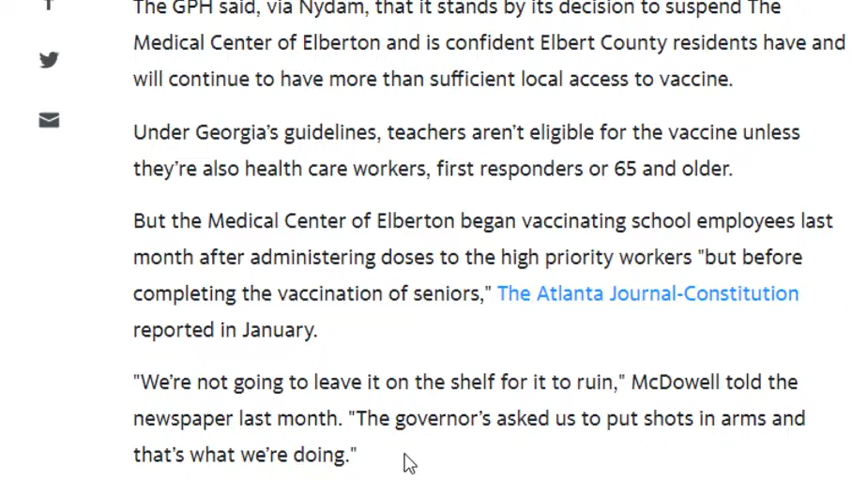 The GPH said, via Nydam, that it stands by its decision to suspend The
Medical Center of Elberton and is confident Elbert County residents have and
will continue to have more than sufficient local access to vaccine.
Under Georgia's guidelines, teachers aren't eligible for the vaccine unless
they're also health care workers, first responders or 65 and older.
But the Medical Center of Elberton began vaccinating school employees last
month after administering doses to the high priority workers "but before
completing the vaccination of seniors," The Atlanta Journal-Constitution
reported in January.
"We're not going to leave it on the shelf for it to ruin," McDowell told the
newspaper last month. "The governor's asked us to put shots in arms and
that's what we're doing."